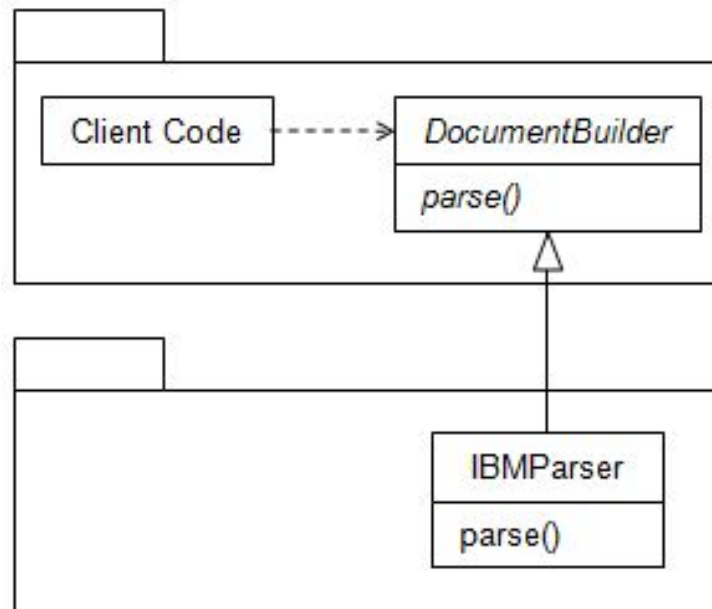 Client Code
DocumentBuilder
parse()
IBMParser
parse()